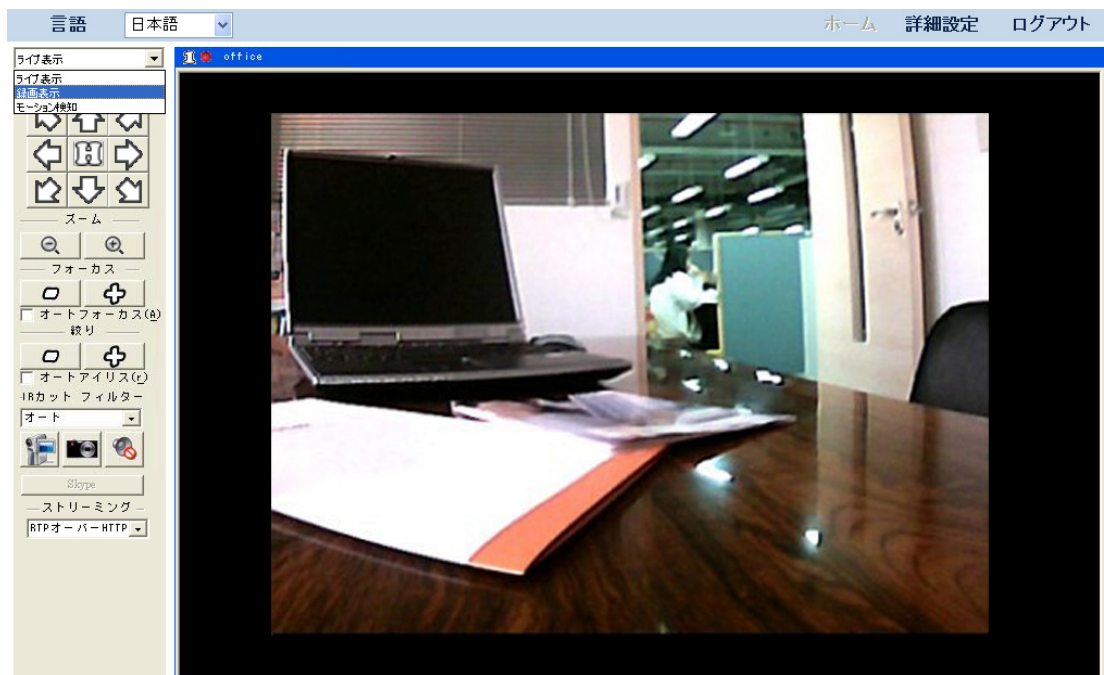 言語 日本語 ホーム 詳細設定 ログアウト
ライブ表示 office
ライブ表示
録画表示
モーション検知
ズーム
フォーカス
オートフォーカス(A)
絞り
オートアイリス(r)
IRカット フィルター
オート
Skype
ストリーミング
RTPオーバーHTTP